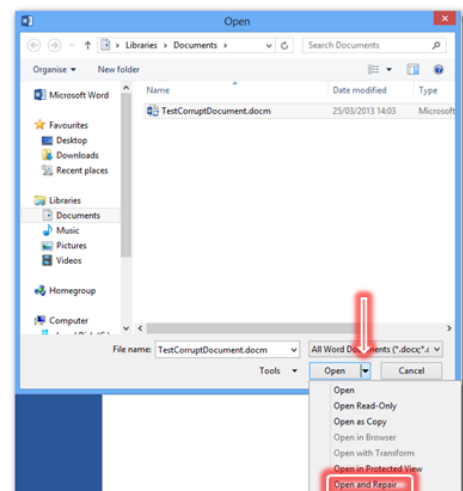 Open
Libraries Documents
Search Documents
Organise New folder
Microsoft Word
Favourites
Desktop
Downloads
Recent places
Libraries
Documents
Music
Pictures
Videos
Homegroup
Computer
Name Date modified Type
TestCorruptDocument.docm 25/03/2013 14:03 Microsoft
File name: TestCorruptDocument.docm All Word Documents (*.docx;*.c
Tools Open Cancel
Open
Open Read-Only
Open as Copy
Open in Browser
Open with Transform
Open in Protected View
Open and Repair